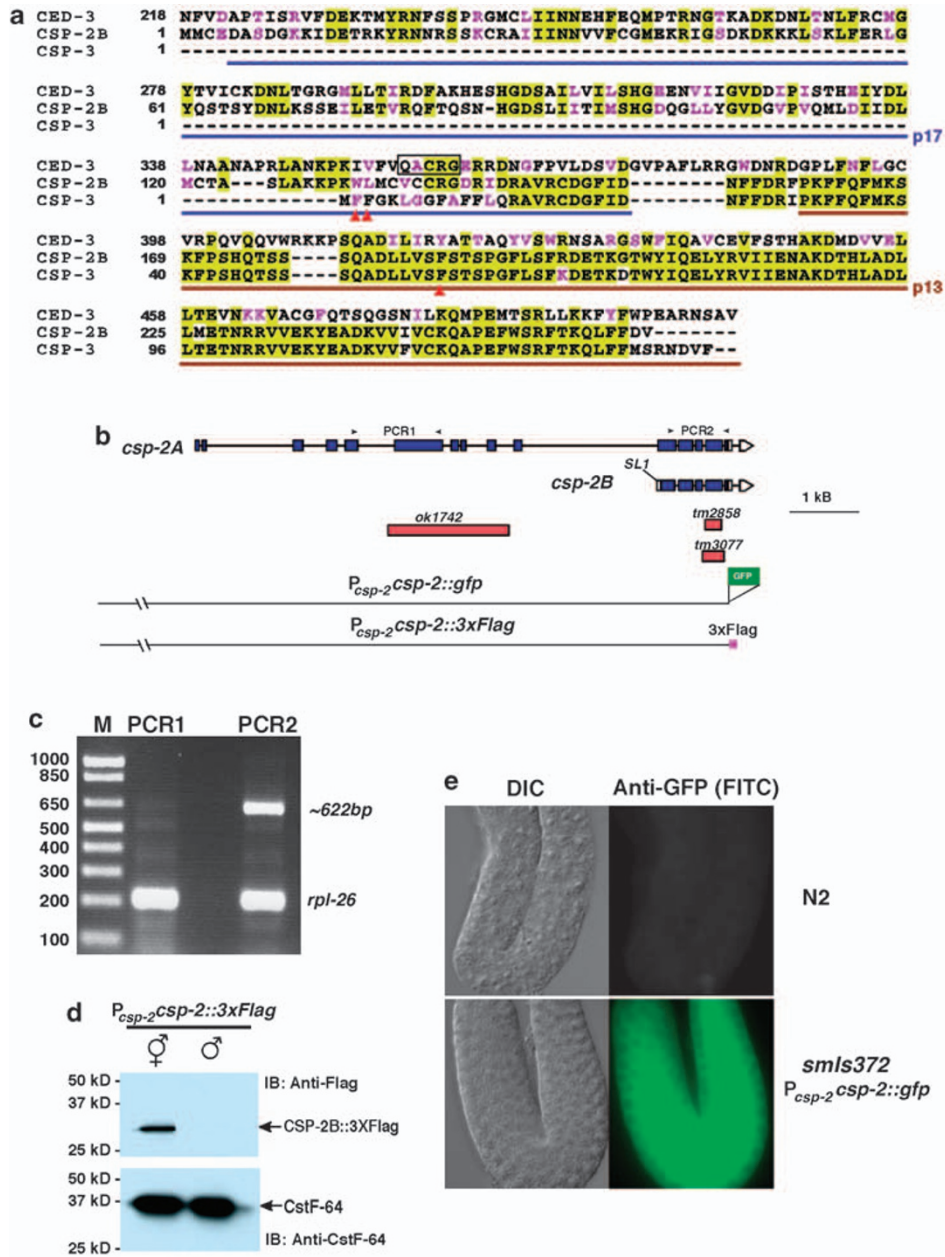 a
CED-3 218 NFVDAPTISRVFDEKTMYRNFSSPRGMCLIINNEHFEQMPTRNGTKADKDNLTNLFRCMG
CSP-2B 1 MMCEDASDGKKIDETRKYRNNRSSKCRAIIINNVVFCGMEKRIGSDKDKKKLSKLFERLG
CSP-3 1 ------------------------------------------------------------
CED-3 278 YTVICKDNLTGRGMLLTIRDFAKHESHGDSAILVILSHGEENVIIGVDDIPISTHEIYDL
CSP-2B 61 YQSTSYDNLKSSEILETVRQFTQSN-HGDSLIITIMSHGDQGLLYGVDGVPVQMLDIIDL
CSP-3 1 ------------------------------------------------------------
p17
CED-3 338 LNAANAPRLANKPKIVFVQACRGERRDNGFPVLDSVDGVPAFLRRGWDNRDGPLFNFLGC
CSP-2B 120 MCTA---SLAKKPKWLMCVCCRGDRIDRAVRCDGFID--------NFFDRFPKFFQFMKS
CSP-3 1 -------------MFFGKLGGFAFFLQRAVRCDGFID--------NFFDRIPKFFQFMKS
CED-3 398 VRPQVQQVWRKKPSQADILIRYATTAQYVSWRNSARGSWFIQAVCEVFSTHAKDMDVVEL
CSP-2B 169 KFPSHQTSS----SQADLLVSFSTSPGFLSFRDETKGTWYIQELYRVIIENAKDTHLADL
CSP-3 40 KFPSHQTSS----SQADLLVSFSTSPGFLSFKDETKDTWYIQELYRVIIENAKDTHLADL
p13
CED-3 458 LTEVNKKVACGFQTSQGSNILKQMPEMTSRLLKKFYFWPEARNSAV
CSP-2B 225 LMETNRRVVEKYEADKVVIVCKQAPEFWSRFTKQLFFDV-------
CSP-3 96 LTETNRRVVEKYEADKVVFVCKQAPEFWSRFTKQLFFMSRNDVF--
b
csp-2A PCR1 PCR2
csp-2B SL1
1 kB
ok1742 tm2858
tm3077
Pcsp-2csp-2::gfp GFP
Pcsp-2csp-2::3xFlag 3xFlag
c
M PCR1 PCR2
1000
850
650
500
400
300
200
100
~622bp
rpl-26
d
Pcsp-2csp-2::3xFlag
⚥ ♂
50 kD
37 kD
25 kD
IB: Anti-Flag
CSP-2B::3XFlag
50 kD
37 kD
25 kD
CstF-64
IB: Anti-CstF-64
e
DIC Anti-GFP (FITC)
N2
smIs372
Pcsp-2csp-2::gfp